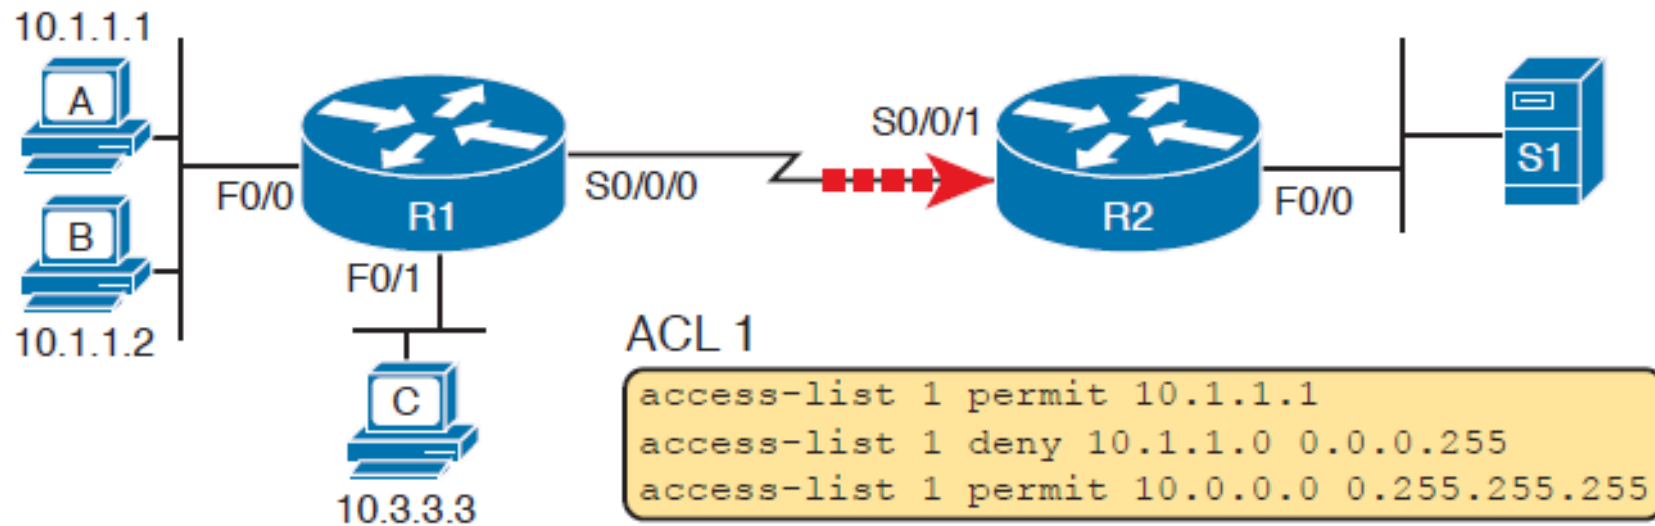 10.1.1.1
A
B
10.1.1.2
F0/0
R1
S0/0/0
F0/1
C
10.3.3.3
S0/0/1
R2
F0/0
S1
ACL 1
access-list 1 permit 10.1.1.1
access-list 1 deny 10.1.1.0 0.0.0.255
access-list 1 permit 10.0.0.0 0.255.255.255